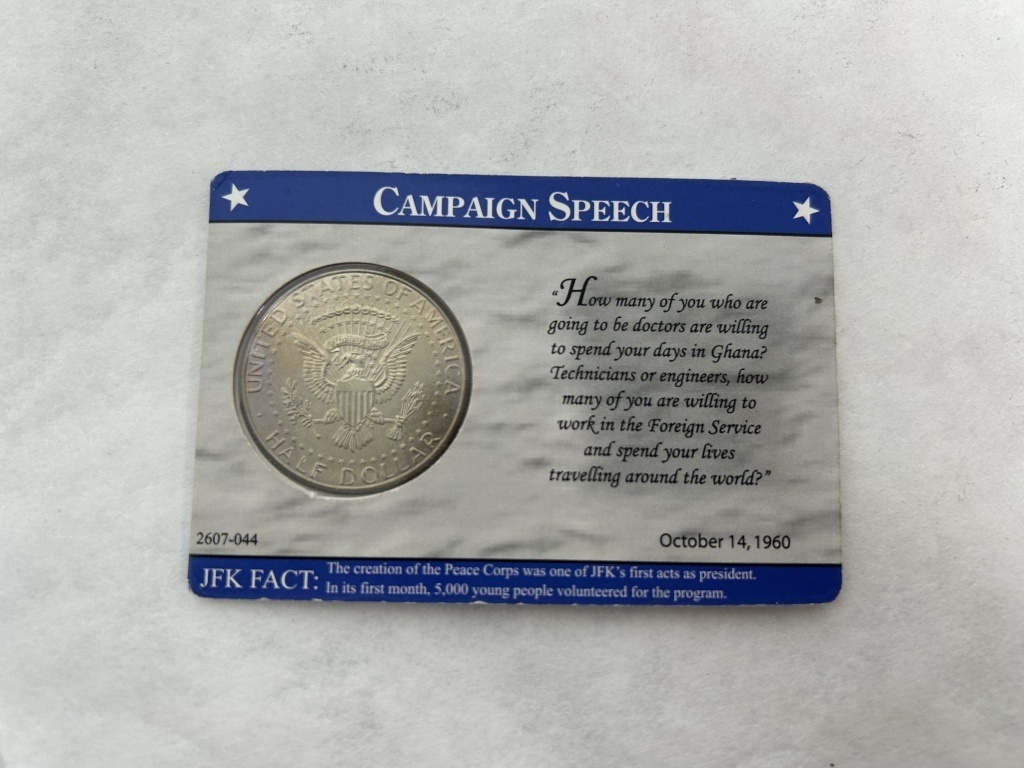 CAMPAIGN SPEECH
UNITED STATES OF AMERICA
HALF DOLLAR
“How many of you who are
going to be doctors are willing
to spend your days in Ghana?
Technicians or engineers, how
many of you are willing to
work in the Foreign Service
and spend your lives
travelling around the world?”
2607-044
October 14, 1960
JFK FACT:
The creation of the Peace Corps was one of JFK's first acts as president.
In its first month, 5,000 young people volunteered for the program.